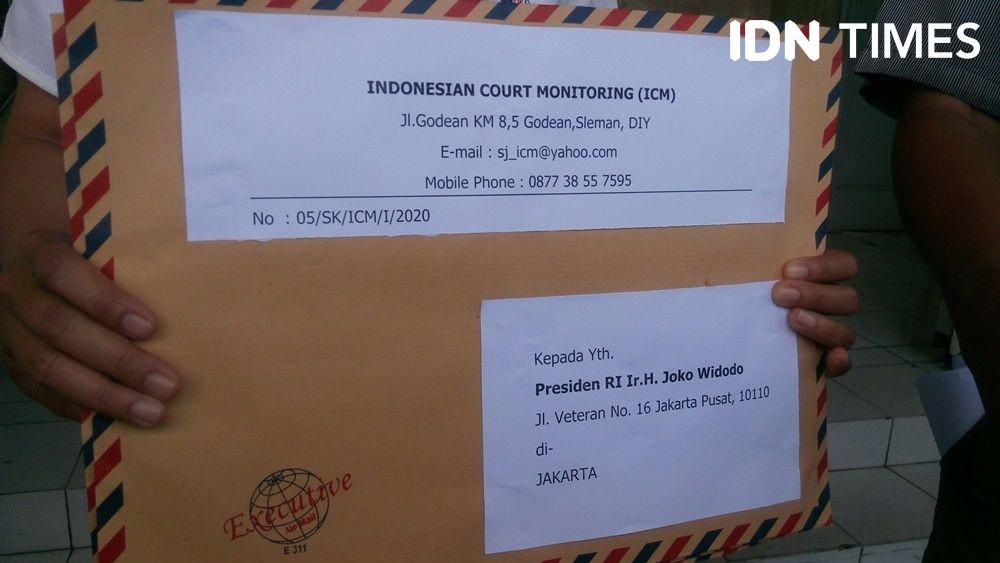 IDN TIMES
INDONESIAN COURT MONITORING (ICM)
Jl.Godean KM 8,5 Godean,Sleman, DIY
E-mail : sj_icm@yahoo.com
Mobile Phone : 0877 38 55 7595
No : 05/SK/ICM/I/2020
Kepada Yth.
Presiden RI Ir.H. Joko Widodo
Jl. Veteran No. 16 Jakarta Pusat, 10110
di-
JAKARTA
Executive
Air Mail
E 311